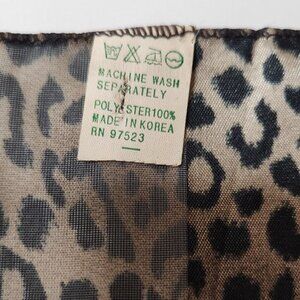 MACHINE WASH
SEPARATELY
POLYESTER100%
MADE IN KOREA
RN 97523